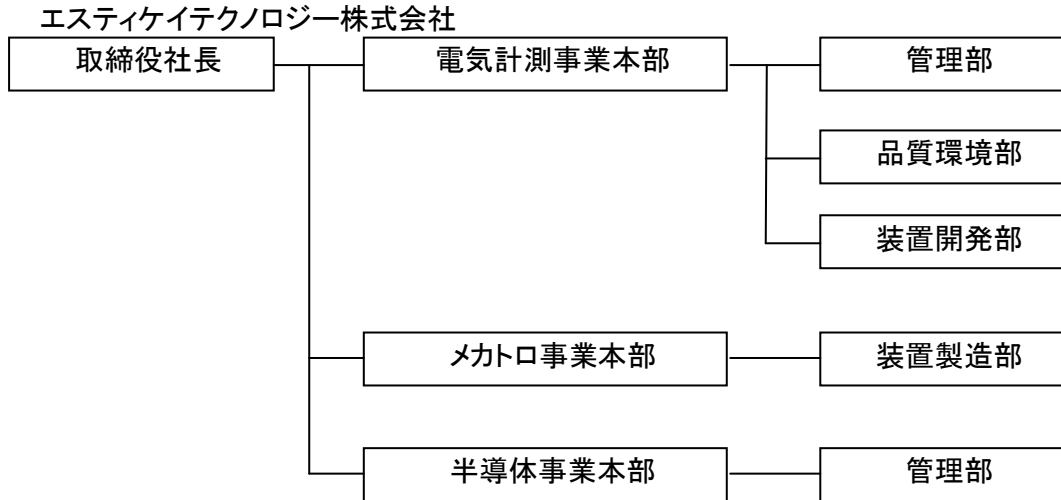 エスティケイテクノロジー株式会社
取締役社長
電気計測事業本部
管理部
品質環境部
装置開発部
メカトロ事業本部
装置製造部
半導体事業本部
管理部